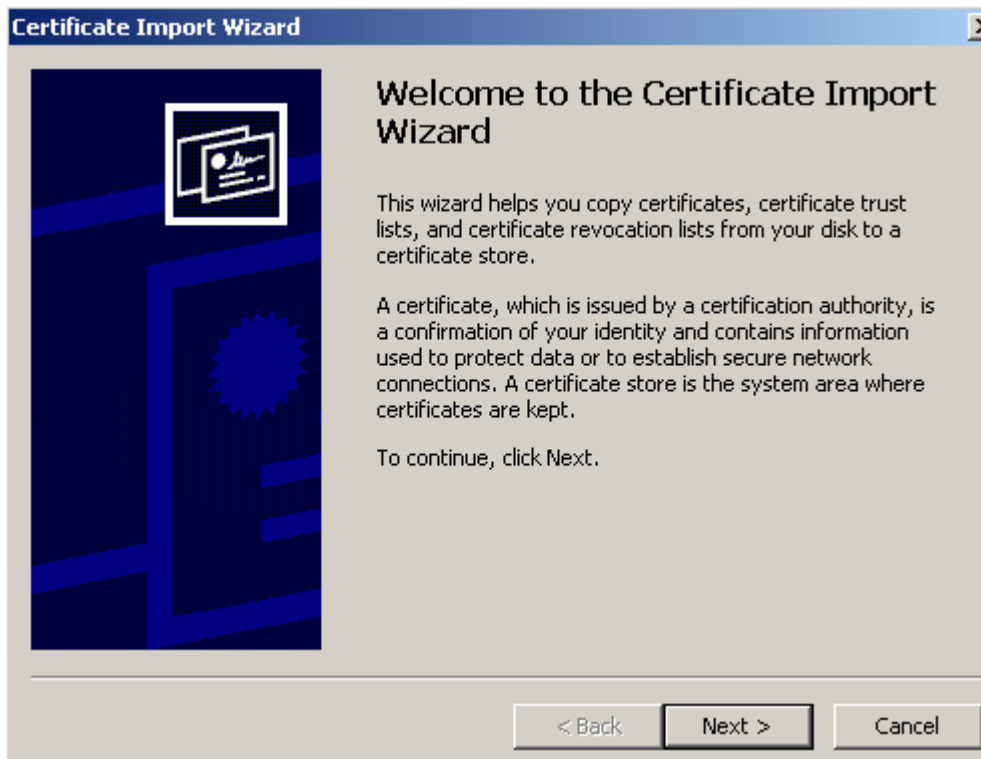 Certificate Import Wizard
Welcome to the Certificate Import
Wizard
This wizard helps you copy certificates, certificate trust
lists, and certificate revocation lists from your disk to a
certificate store.
A certificate, which is issued by a certification authority, is
a confirmation of your identity and contains information
used to protect data or to establish secure network
connections. A certificate store is the system area where
certificates are kept.
To continue, click Next.
< Back
Next >
Cancel